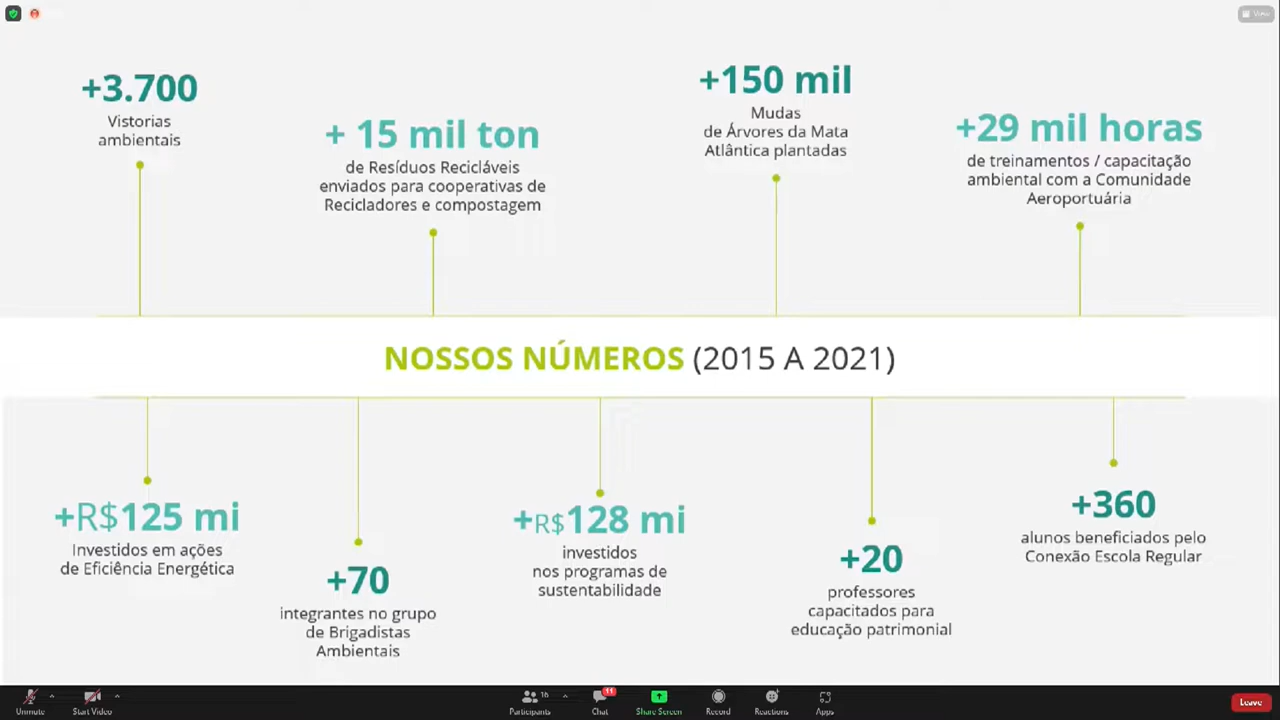 View
+3.700
Vistorias
ambientais
+ 15 mil ton
de Resíduos Recicláveis
enviados para cooperativas de
Recicladores e compostagem
+150 mil
Mudas
de Árvores da Mata
Atlântica plantadas
+29 mil horas
de treinamentos / capacitação
ambiental com a Comunidade
Aeroportuária
NOSSOS NÚMEROS (2015 A 2021)
+R$125 mi
Investidos em ações
de Eficiência Energética
+70
integrantes no grupo
de Brigadistas
Ambientais
+R$128 mi
investidos
nos programas de
sustentabilidade
+20
professores
capacitados para
educação patrimonial
+360
alunos beneficiados pelo
Conexão Escola Regular
Unmute
Start Video
16
Participants
11
Chat
Share Screen
Record
Reactions
Apps
Leave